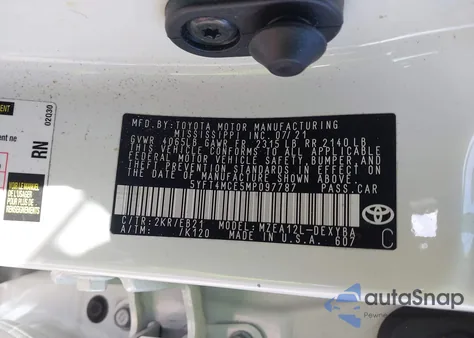 02030
RN
MFD.BY:TOYOTA MOTOR MANUFACTURING
MISSISSIPPI INC. 07/21
GVWR 4065LB GAWR FR 2315 LB RR 2140 LB
THIS VEHICLE CONFORMS TO ALL APPLICABLE
FEDERAL MOTOR VEHICLE SAFETY, BUMPER, AND
THEFT PREVENTION STANDARDS IN EFFECT ON
THE DATE OF MANUFACTURE SHOWN ABOVE.
5YFT4MCE5MP097787 PASS.CAR
C/TR: 2KR/EB21 MODEL: MZEA12L-DEXYBA
A/TM: /K120 MADE IN U.S.A. 607
C
autoSnap